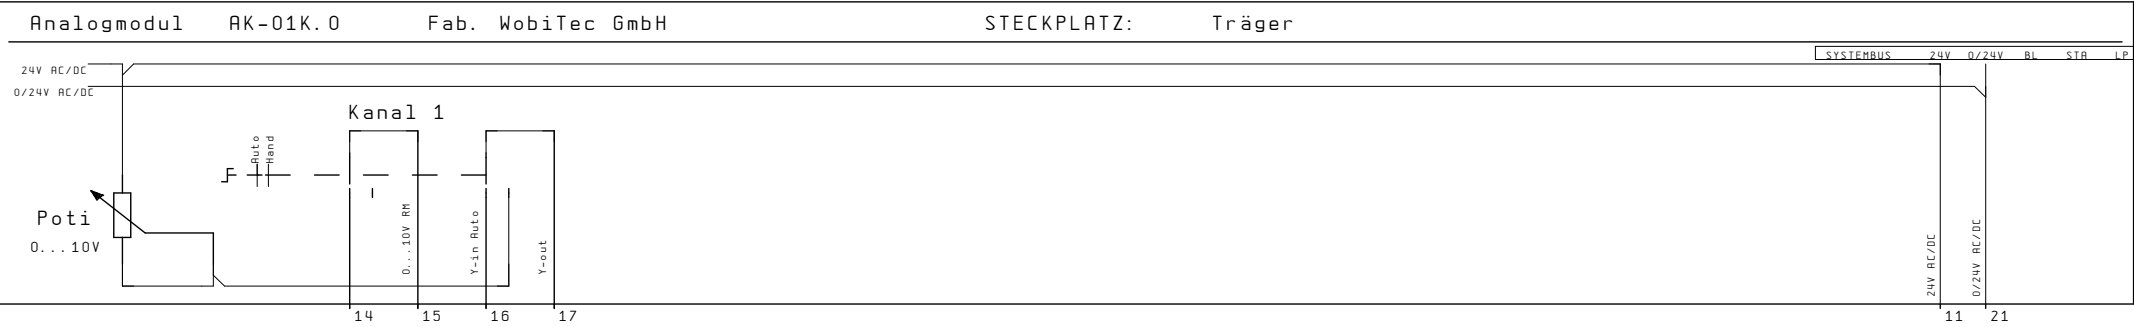 Analogmodul AK-01K.0 Fab. WobiTec GmbH STECKPLATZ: Träger
SYSTEMBUS 24V 0/24V BL STA LP
24V AC/DC
0/24V AC/DC
Kanal 1
Auto
Hand
Poti
0...10V
0...10V RM
Y-in Auto
Y-out
24V AC/DC
0/24V AC/DC
14 15 16 17 11 21